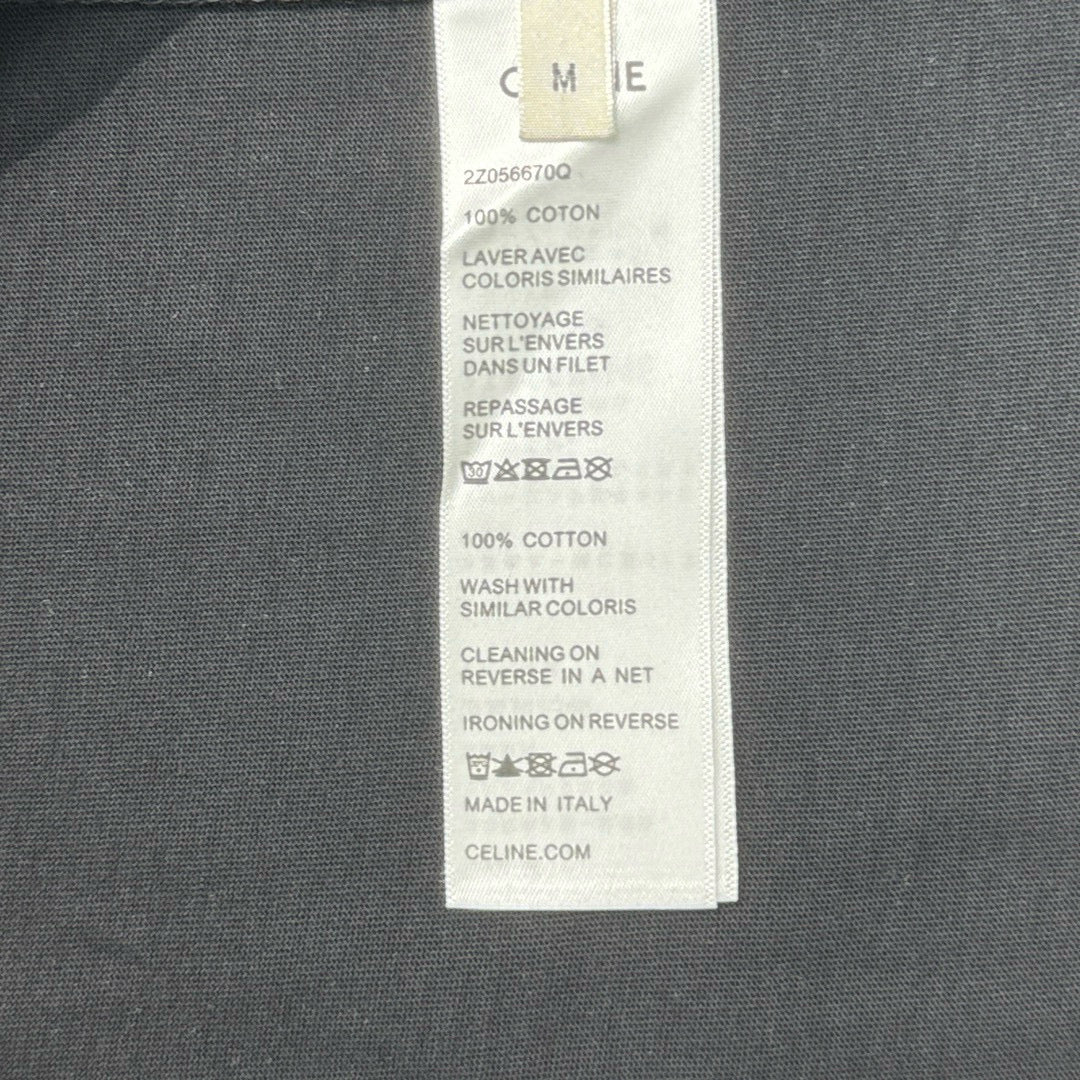 M
2Z056670Q
100% COTON
LAVER AVEC
COLORIS SIMILAIRES
NETTOYAGE
SUR L'ENVERS
DANS UN FILET
REPASSAGE
SUR L'ENVERS
30
100% COTTON
WASH WITH
SIMILAR COLORIS
CLEANING ON
REVERSE IN A NET
IRONING ON REVERSE
MADE IN ITALY
CELINE.COM